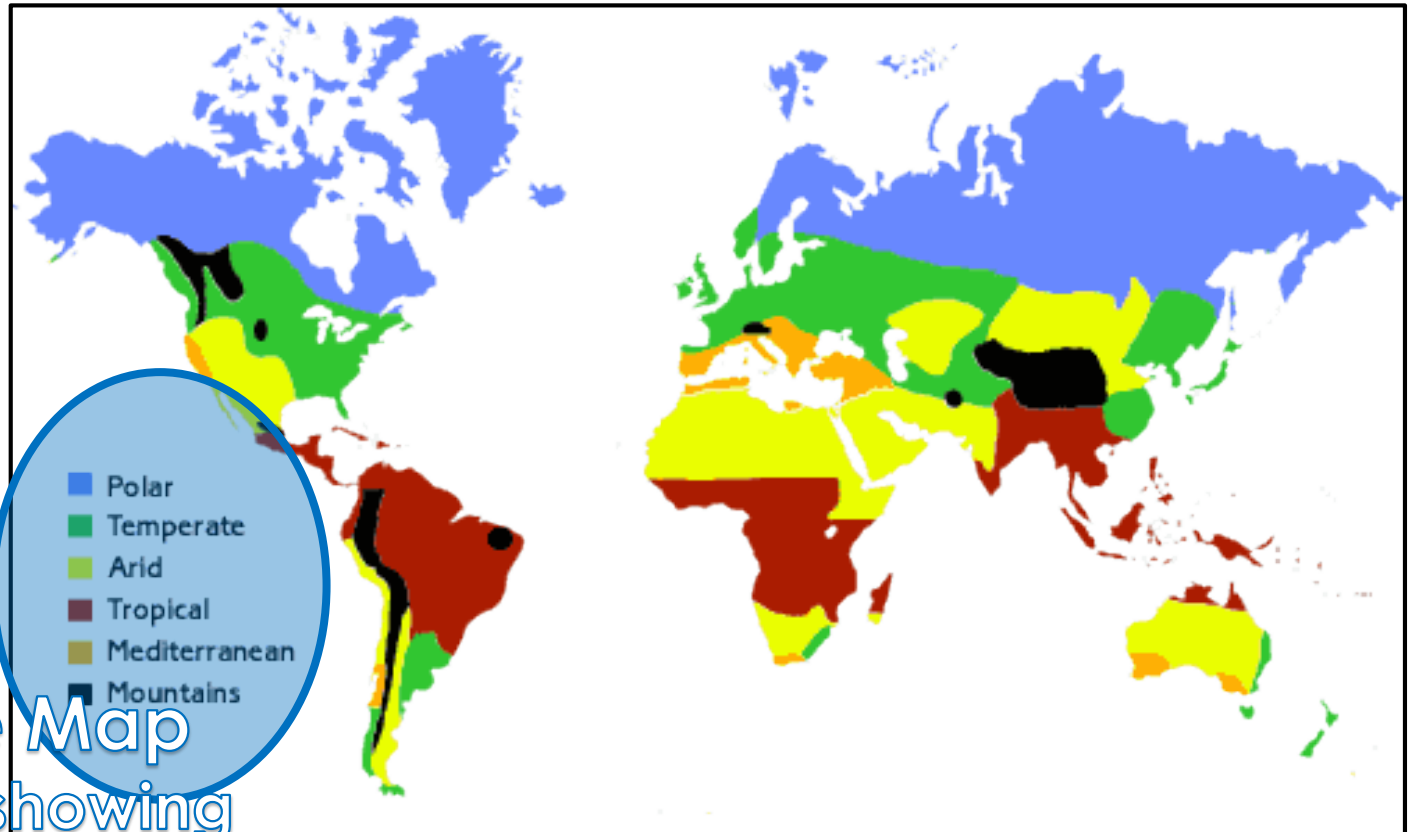 Polar
Temperate
Arid
Tropical
Mediterranean
Mountains
Map
showing